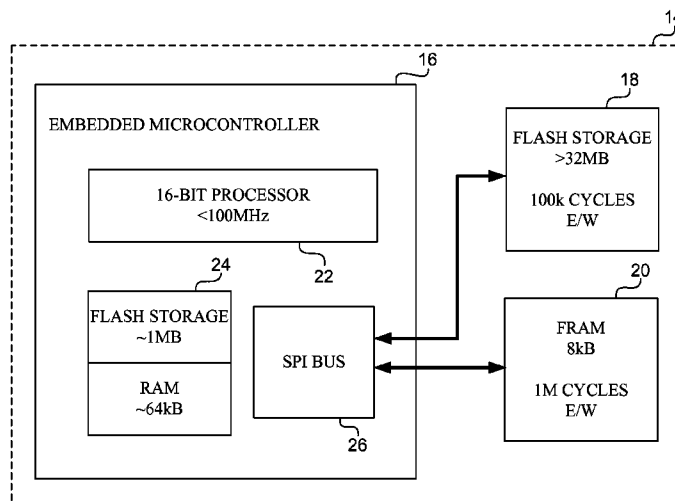 14
16
EMBEDDED MICROCONTROLLER
16-BIT PROCESSOR
<100MHz
22
24
FLASH STORAGE
~1MB
RAM
~64kB
SPI BUS
26
18
FLASH STORAGE
>32MB
100k CYCLES
E/W
20
FRAM
8kB
1M CYCLES
E/W